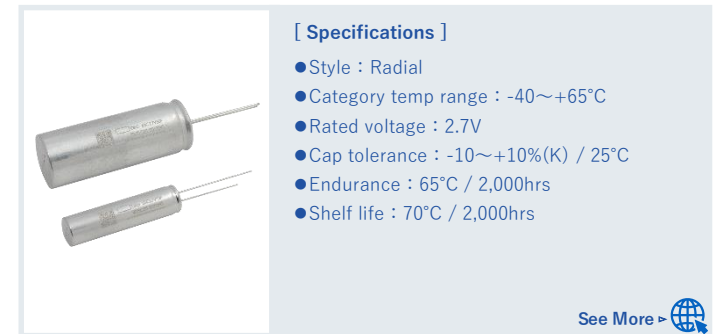 [ Specifications ]
●Style：Radial
●Category temp range：-40～+65℃
●Rated voltage：2.7V
●Cap tolerance：-10～+10%(K) / 25℃
●Endurance：65℃ / 2,000hrs
●Shelf life：70℃ / 2,000hrs
See More ▻